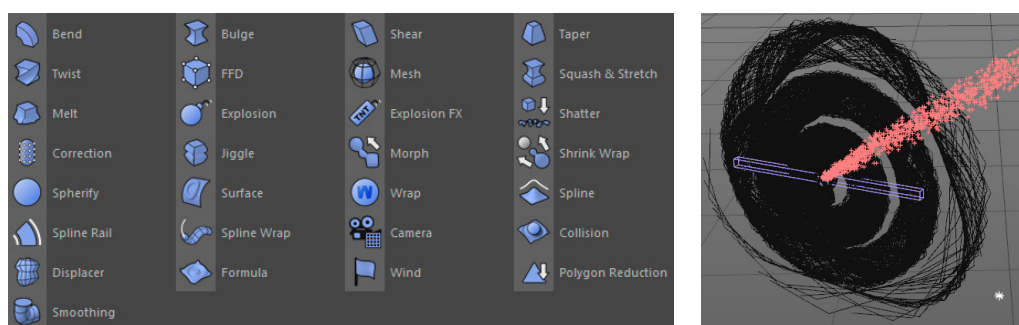 Bend Bulge Shear Taper
Twist FFD Mesh Squash & Stretch
Melt Explosion Explosion FX Shatter
Correction Jiggle Morph Shrink Wrap
Spherify Surface Wrap Spline
Spline Rail Spline Wrap Camera Collision
Displacer Formula Wind Polygon Reduction
Smoothing
TNT
W